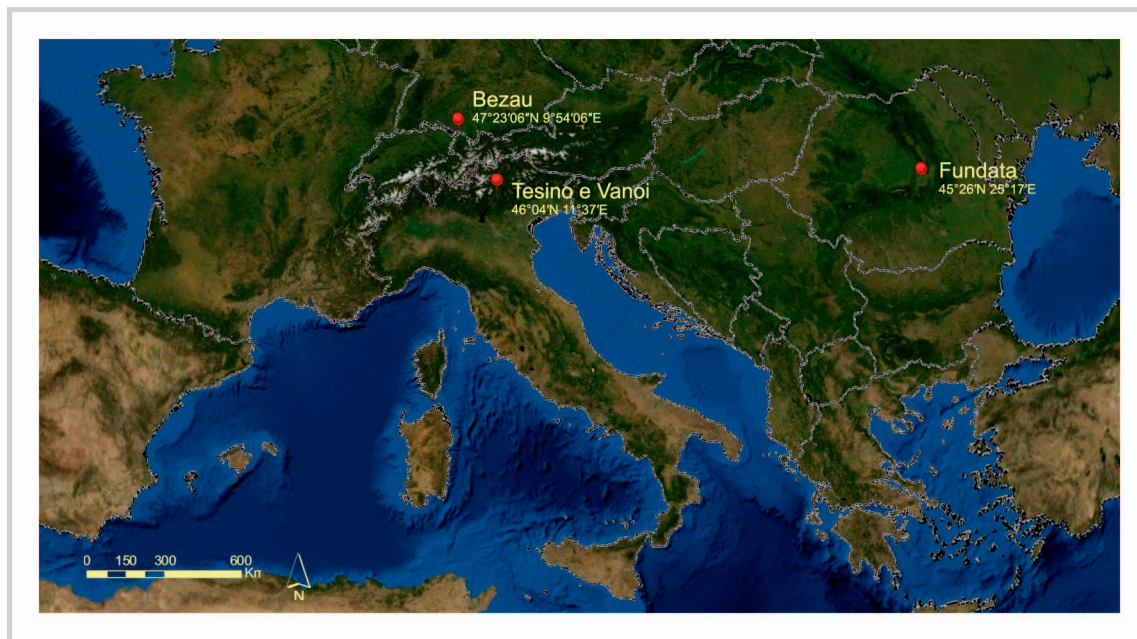 Bezau
47°23′06″N 9°54′06″E
Tesino e Vanoi
46°04′N 11°37′E
Fundata
45°26′N 25°17′E
0 150 300 600
Km
N